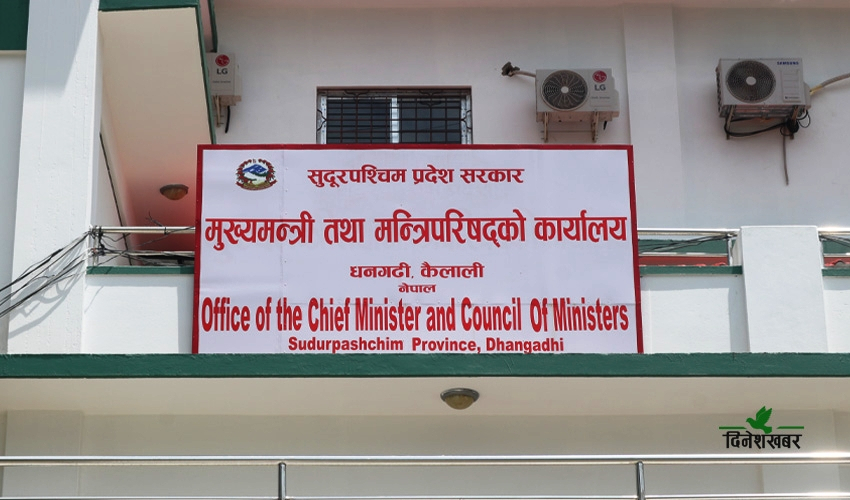 LG
LG
SAMSUNG
सुदूरपश्चिम प्रदेश सरकार
मुख्यमन्त्री तथा मन्त्रिपरिषद्को कार्यालय
धनगढी, कैलाली
नेपाल
Office of the Chief Minister and Council Of Ministers
Sudurpashchim Province, Dhangadhi
दिनेशखबर